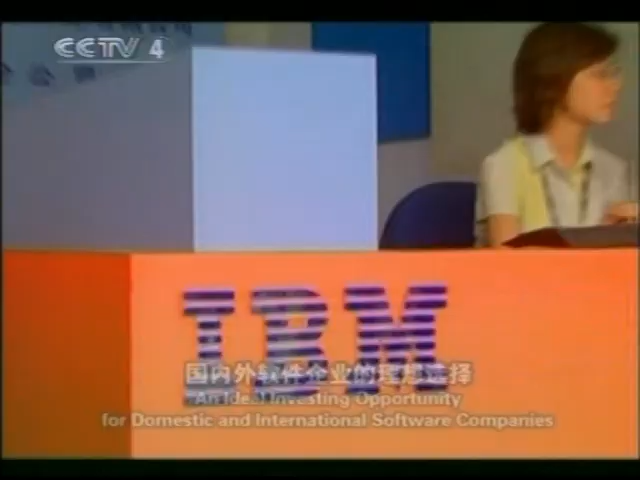 CCTV 4
IBM
国内外软件企业的理想选择
An Ideal Investing Opportunity
for Domestic and International Software Companies